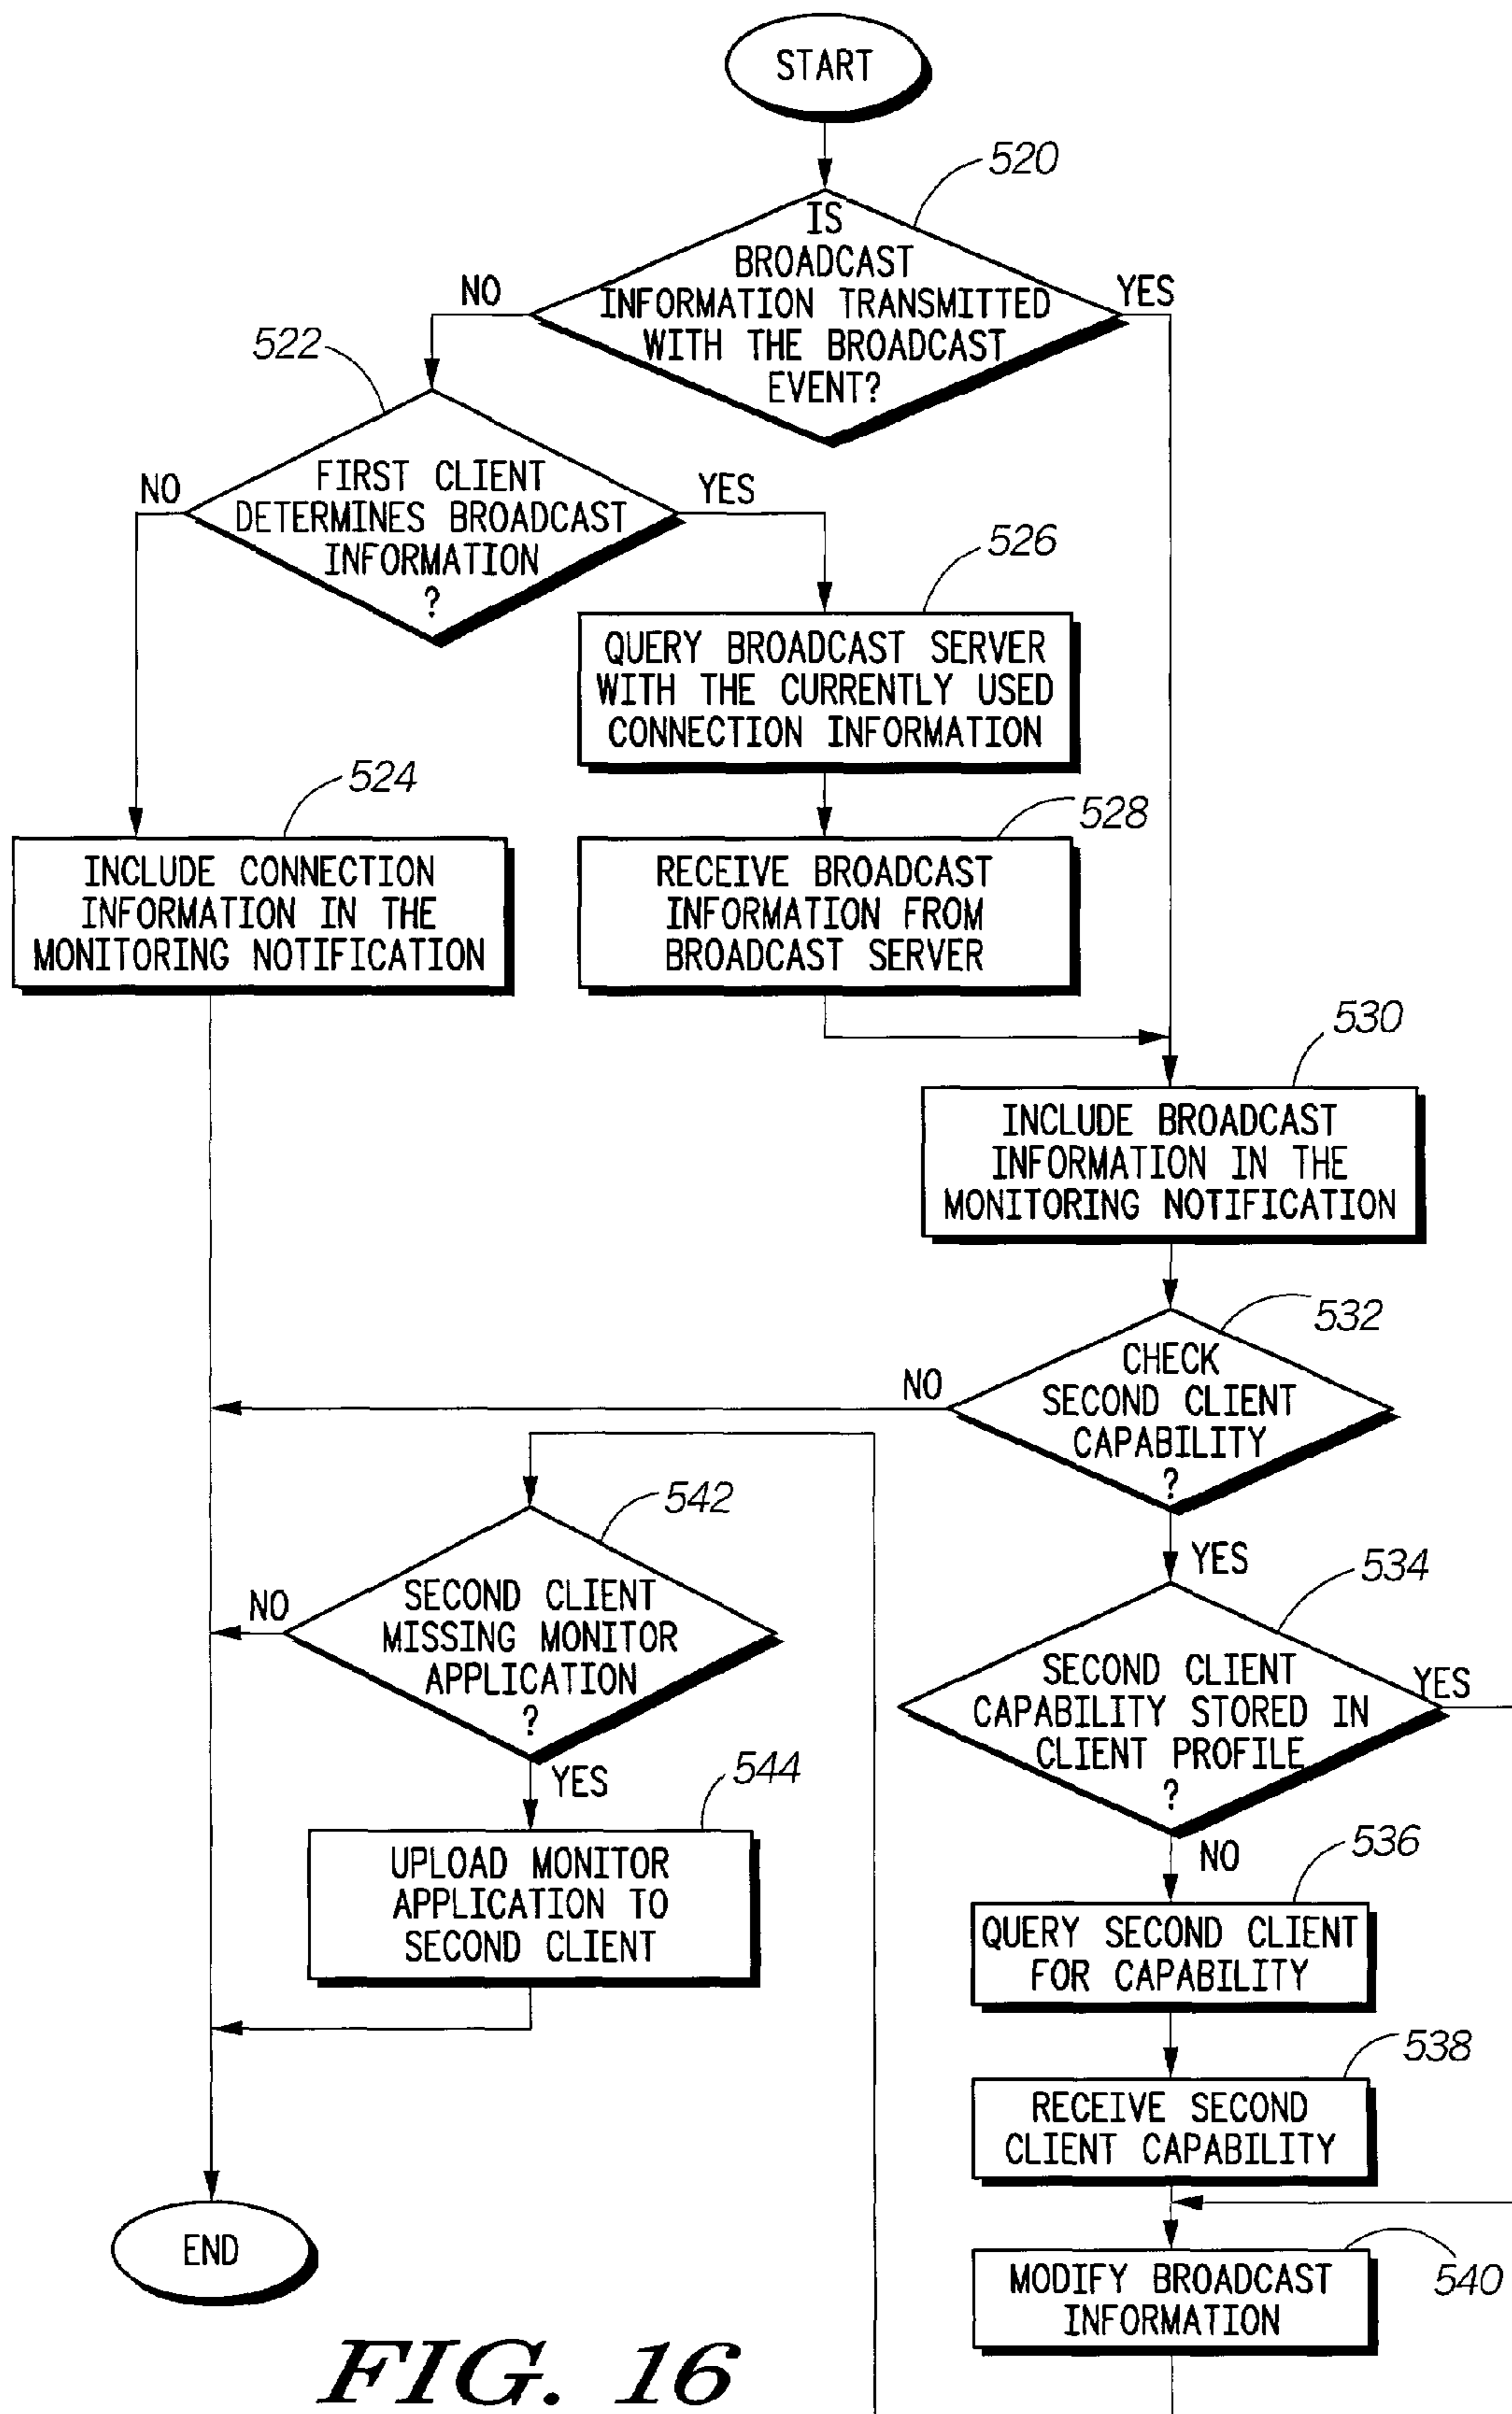 START
520
IS
BROADCAST
INFORMATION TRANSMITTED
WITH THE BROADCAST
EVENT?
NO
YES
522
FIRST CLIENT
DETERMINES BROADCAST
INFORMATION
?
NO
YES
526
QUERY BROADCAST SERVER
WITH THE CURRENTLY USED
CONNECTION INFORMATION
524
INCLUDE CONNECTION
INFORMATION IN THE
MONITORING NOTIFICATION
528
RECEIVE BROADCAST
INFORMATION FROM
BROADCAST SERVER
530
INCLUDE BROADCAST
INFORMATION IN THE
MONITORING NOTIFICATION
532
CHECK
SECOND CLIENT
CAPABILITY
?
NO
YES
542
SECOND CLIENT
MISSING MONITOR
APPLICATION
?
NO
YES
534
SECOND CLIENT
CAPABILITY STORED IN
CLIENT PROFILE
?
YES
NO
544
UPLOAD MONITOR
APPLICATION TO
SECOND CLIENT
536
QUERY SECOND CLIENT
FOR CAPABILITY
538
RECEIVE SECOND
CLIENT CAPABILITY
END
540
MODIFY BROADCAST
INFORMATION
FIG. 16